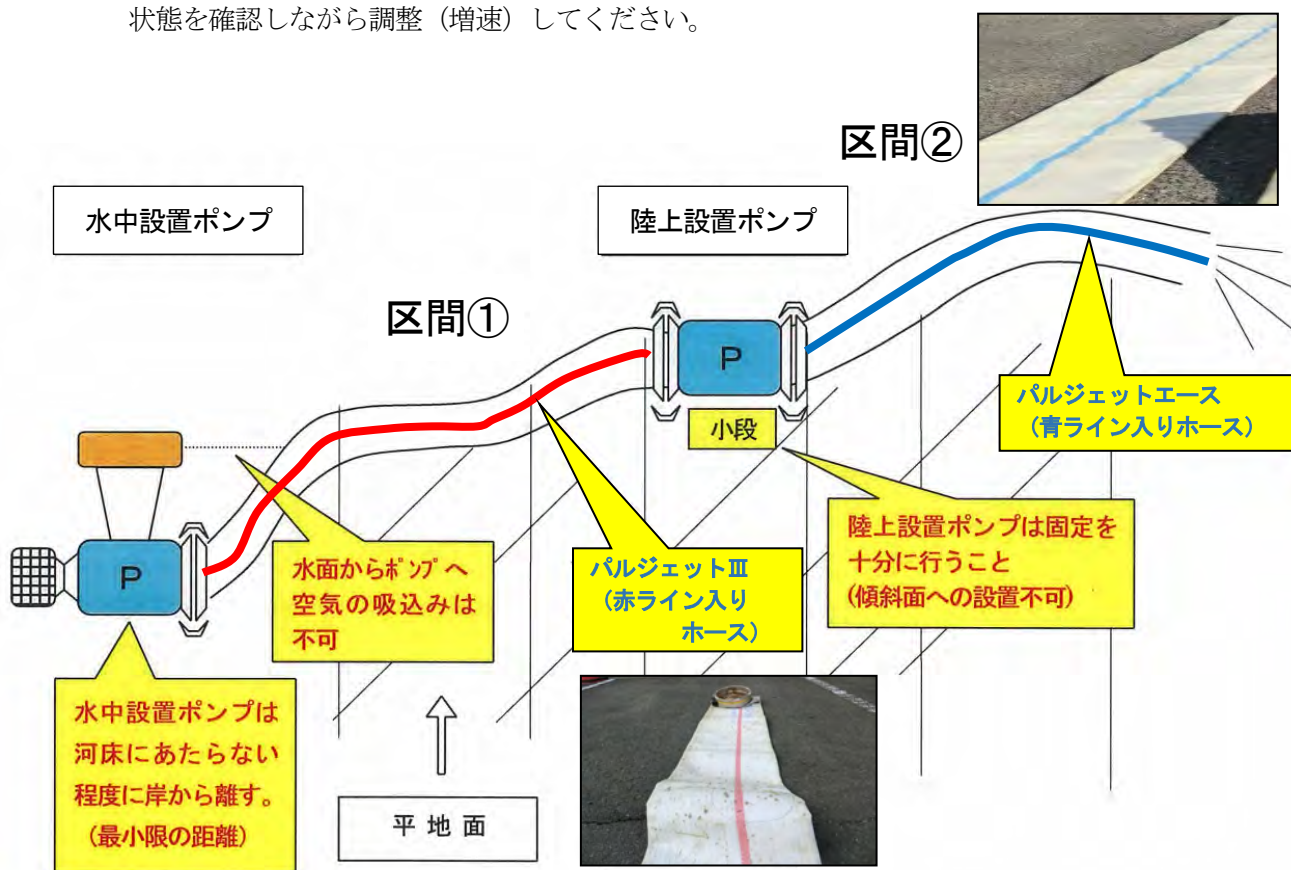 状態を確認しながら調整（増速）してください。
区間②
水中設置ポンプ
陸上設置ポンプ
区間①
P
小段
パルジェットエース
（青ライン入りホース）
陸上設置ポンプは固定を
十分に行うこと
(傾斜面への設置不可)
P
水面からﾎﾟﾝﾌﾟへ
空気の吸込みは
不可
パルジェットⅢ
（赤ライン入り
ホース）
水中設置ポンプは
河床にあたらない
程度に岸から離す。
（最小限の距離）
平地面